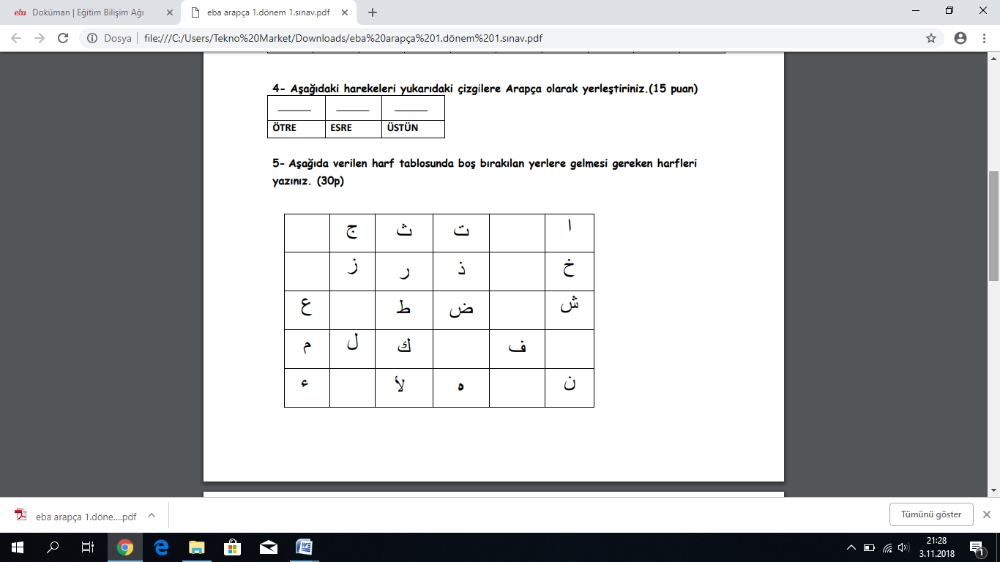 eba Doküman | Eğitim Bilişim Ağı
eba arapça 1.dönem 1.sınav.pdf
Dosya file:///C:/Users/Tekno%20Market/Downloads/eba%20arapça%201.dönem%201.sınav.pdf
4- Aşağıdaki harekeleri yukarıdaki çizgilere Arapça olarak yerleştiriniz.(15 puan)
ÖTRE ESRE ÜSTÜN
5- Aşağıda verilen harf tablosunda boş bırakılan yerlere gelmesi gereken harfleri
yazınız. (30p)
ا ت ث ج
خ ذ ر ز
ش ض ط ع
ف ك ل م
ن ه لأ ء
eba arapça 1.döne....pdf
Tümünü göster
21:28
3.11.2018
1